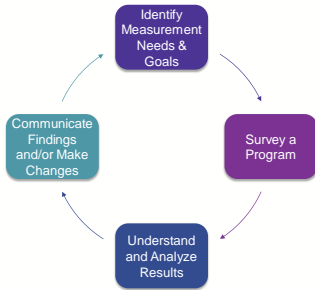 Identify
Measurement
Needs &
Goals
Survey a
Program
Understand
and Analyze
Results
Communicate
Findings
and/or Make
Changes